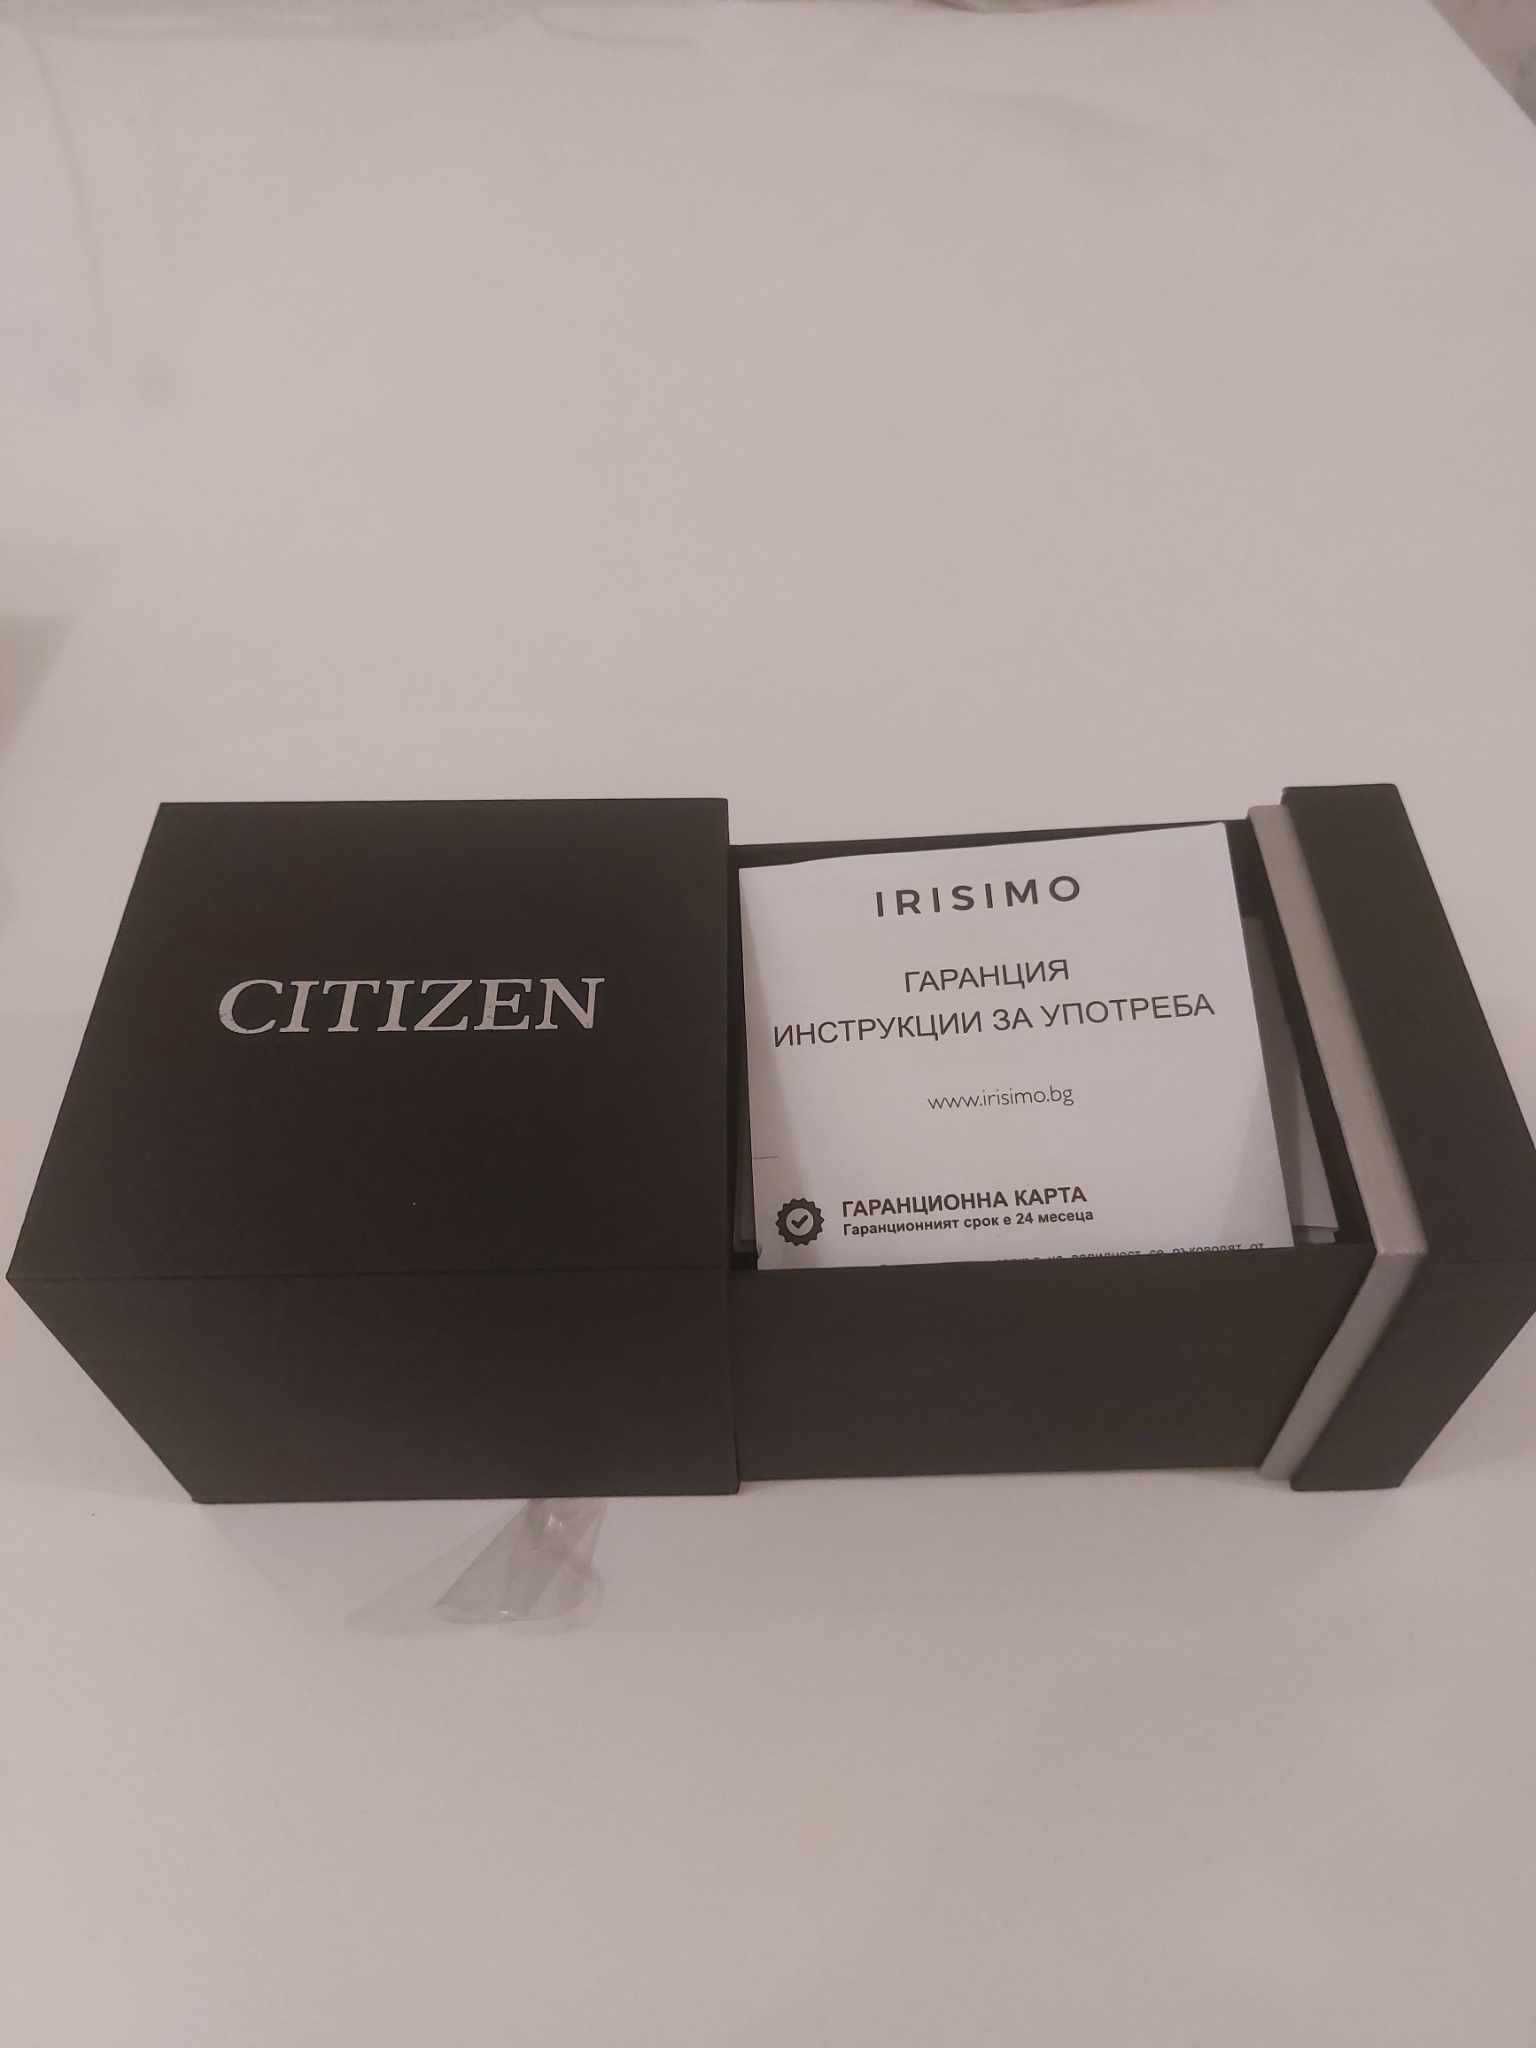 CITIZEN
IRISIMO
ГАРАНЦИЯ
ИНСТРУКЦИИ ЗА УПОТРЕБА
www.irisimo.bg
ГАРАНЦИОННА КАРТА
Гаранционният срок е 24 месеца